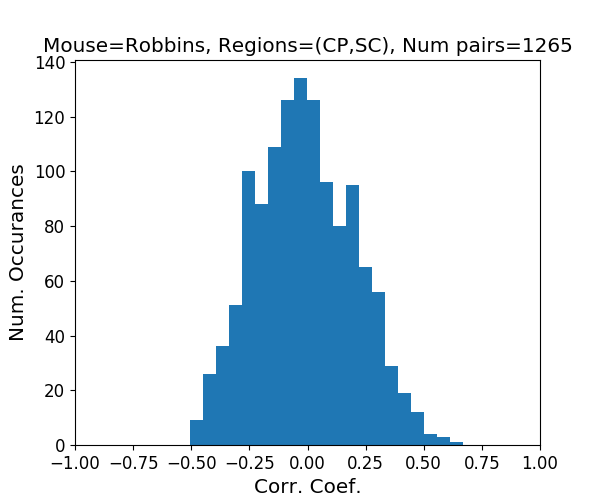 Mouse=Robbins, Regions=(CP,SC), Num pairs=1265
140
120
100
80
60
40
20
0
Num. Occurances
−1.00 −0.75 −0.50 −0.25 0.00 0.25 0.50 0.75 1.00
Corr. Coef.